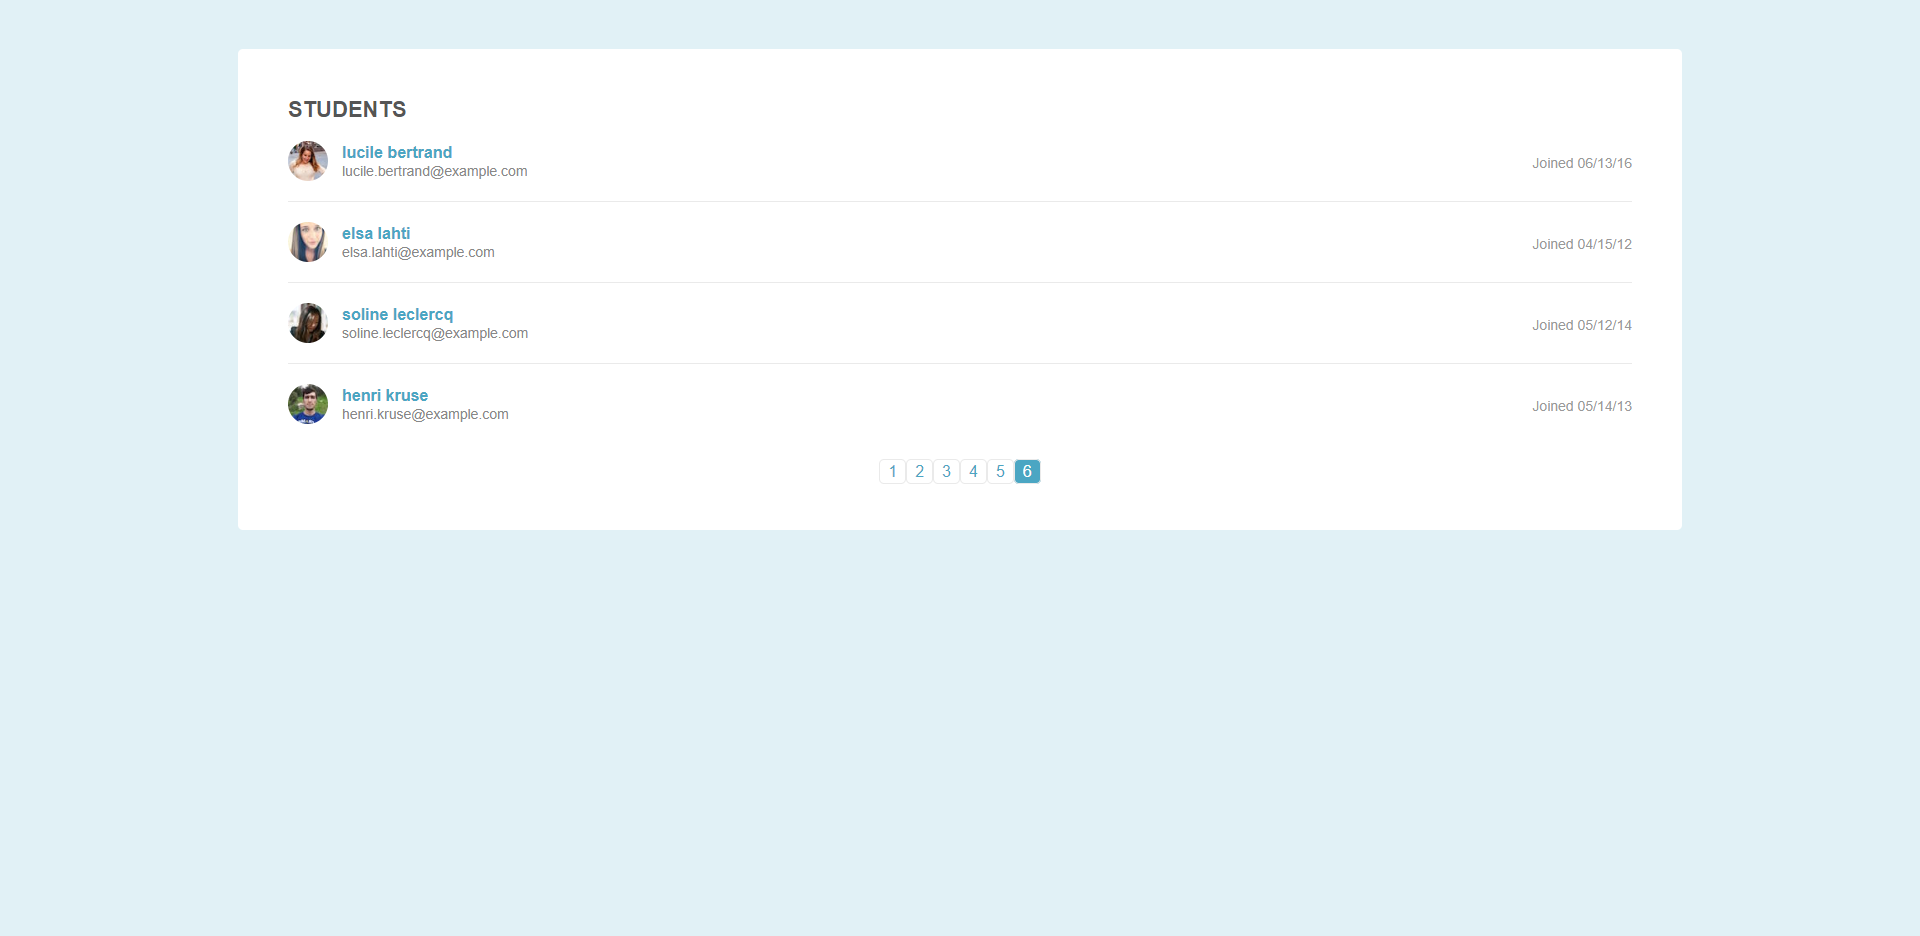 STUDENTS
lucile bertrand
lucile.bertrand@example.com
Joined 06/13/16
elsa lahti
elsa.lahti@example.com
Joined 04/15/12
soline leclercq
soline.leclercq@example.com
Joined 05/12/14
henri kruse
henri.kruse@example.com
Joined 05/14/13
1 2 3 4 5 6